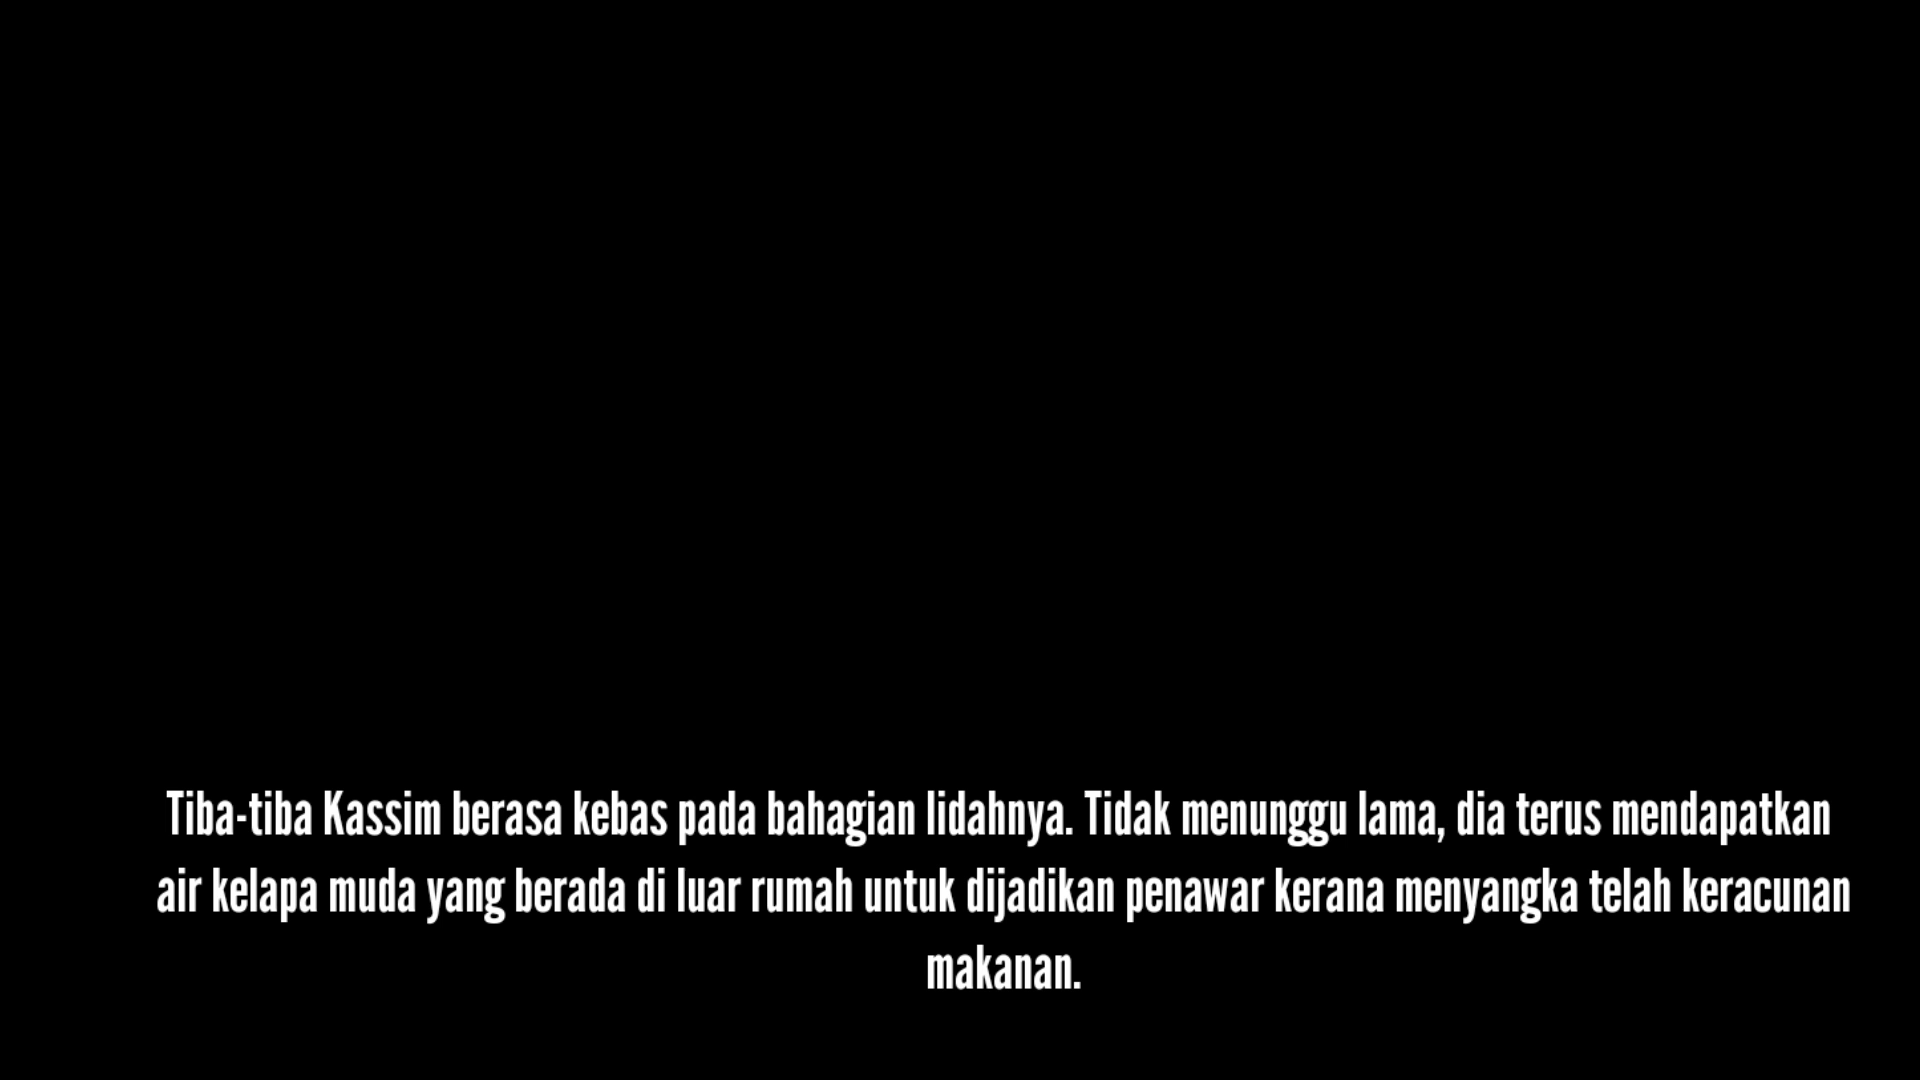 Tiba-tiba Kassim berasa kebas pada bahagian lidahnya. Tidak menunggu lama, dia terus mendapatkan
air kelapa muda yang berada di luar rumah untuk dijadikan penawar kerana menyangka telah keracunan
makanan.